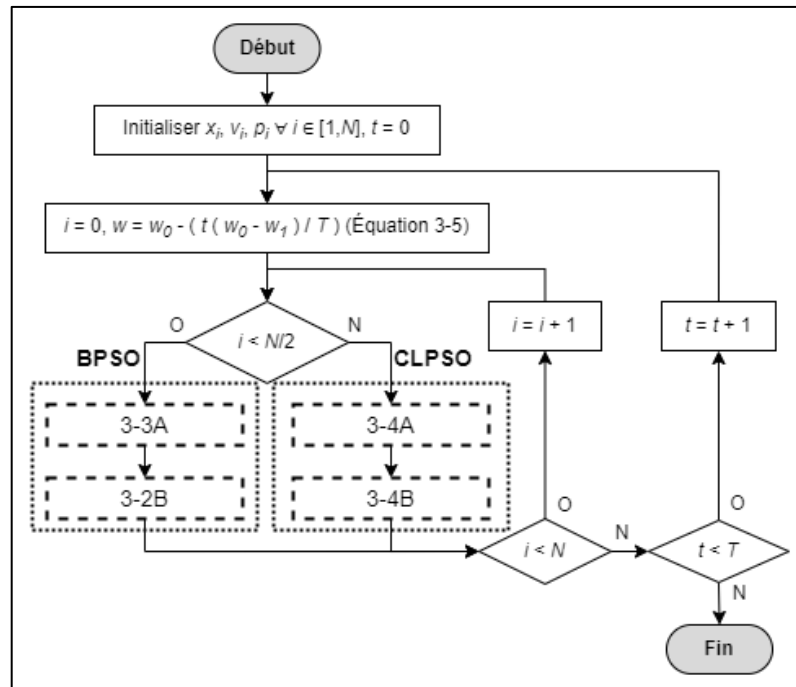 Début
Initialiser xi, vi, pi ∀ i ∈ [1,N], t = 0
i = 0, w = w0 - ( t ( w0 - w1 ) / T ) (Équation 3-5)
i = i + 1
t = t + 1
O
i < N/2
N
BPSO
CLPSO
3-3A
3-4A
3-2B
3-4B
O
O
i < N
N
t < T
N
Fin